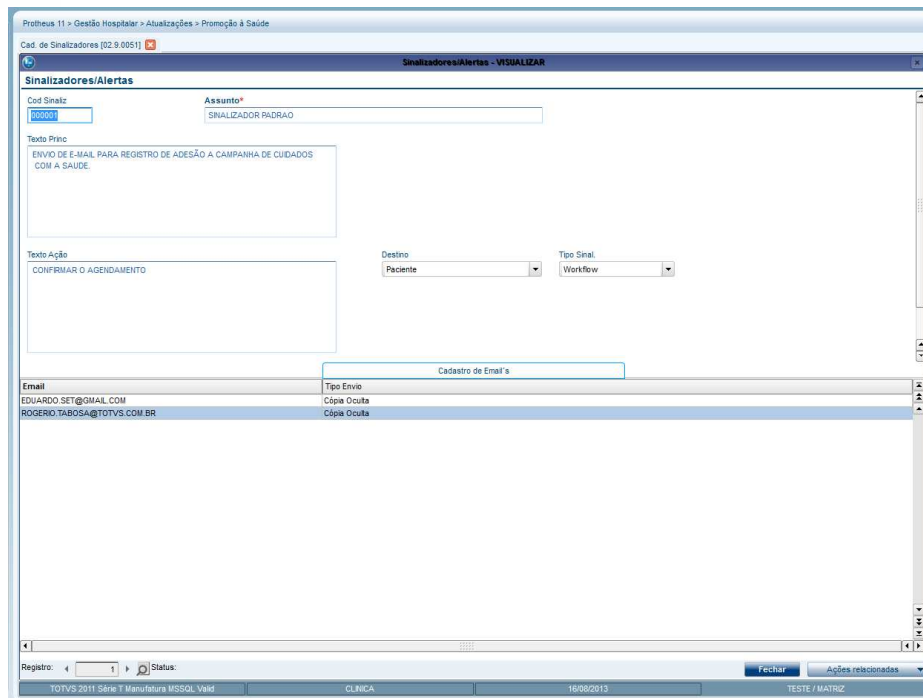 Protheus 11 > Gestão Hospitalar > Atualizações > Promoção à Saúde
Cad. de Sinalizadores [02.9.0051]
Sinalizadores/Alertas - VISUALIZAR
Sinalizadores/Alertas
Cod Sinaliz Assunto*
000001 SINALIZADOR PADRAO
Texto Princ
ENVIO DE E-MAIL PARA REGISTRO DE ADESÃO A CAMPANHA DE CUIDADOS
COM A SAUDE.
Texto Ação Destino Tipo Sinal.
CONFIRMAR O AGENDAMENTO Paciente Workflow
Cadastro de Email's
Email Tipo Envio
EDUARDO.SET@GMAIL.COM Cópia Oculta
ROGERIO.TABOSA@TOTVS.COM.BR Cópia Oculta
Registro: 1 Status: Fechar Ações relacionadas
TOTVS 2011 Série T Manufatura MSSQL Valid CLINICA 16/08/2013 TESTE / MATRIZ